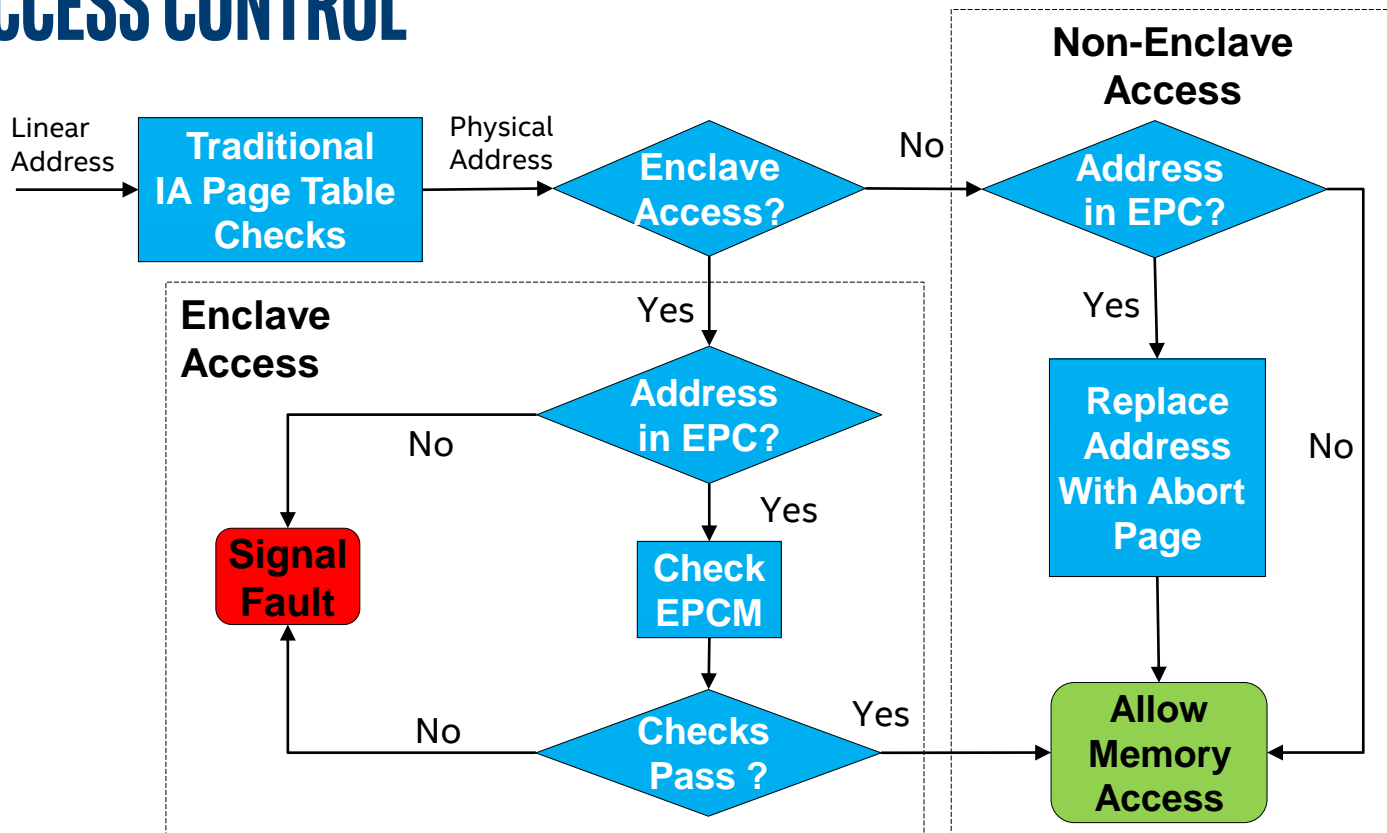 ACCESS CONTROL
Non-Enclave
Access
Linear
Address
Traditional
IA Page Table
Checks
Physical
Address
Enclave
Access?
No
Address
in EPC?
Enclave
Access
Yes
Yes
Address
in EPC?
No
Replace
Address
With Abort
Page
No
Yes
Signal
Fault
Check
EPCM
No
Checks
Pass ?
Yes
Allow
Memory
Access